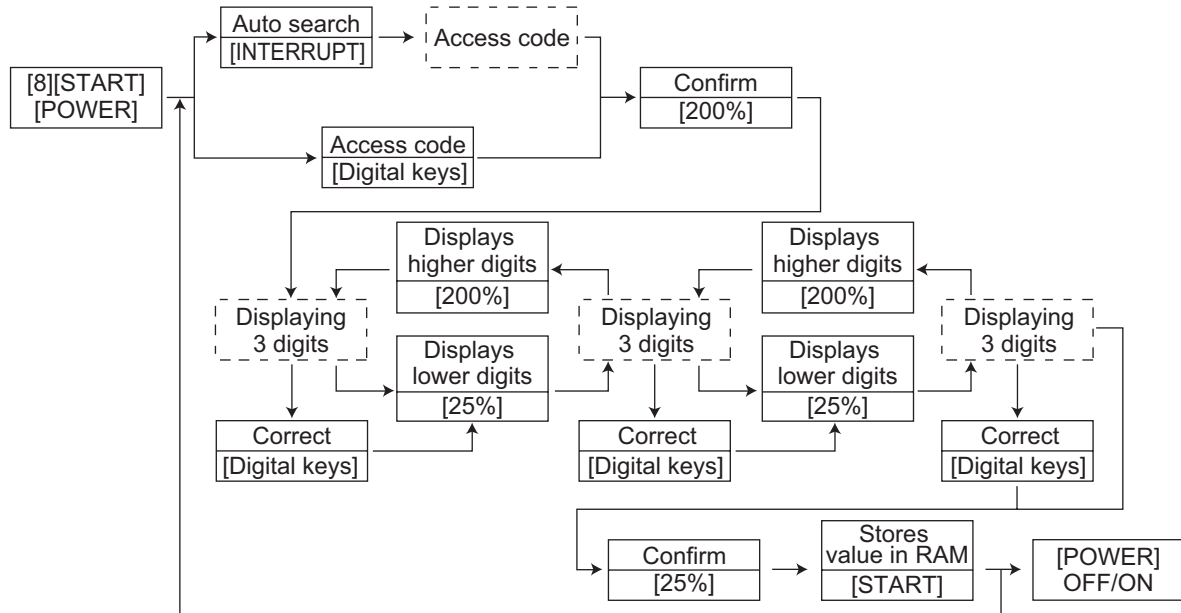 Auto search
[INTERRUPT]
Access code
[8][START]
[POWER]
Confirm
[200%]
Access code
[Digital keys]
Displays
higher digits
[200%]
Displays
higher digits
[200%]
Displaying
3 digits
Displaying
3 digits
Displaying
3 digits
Displays
lower digits
[25%]
Displays
lower digits
[25%]
Correct
[Digital keys]
Correct
[Digital keys]
Correct
[Digital keys]
Confirm
[25%]
Stores
value in RAM
[START]
[POWER]
OFF/ON